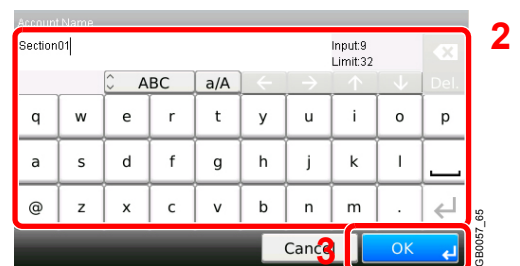 Account Name
Section01
Input:9
Limit:32
2
ABC a/A Del.
q w e r t y u i o p
a s d f g h j k l
@ z x c v b n m .
Cancel 3 OK
GB0057_65